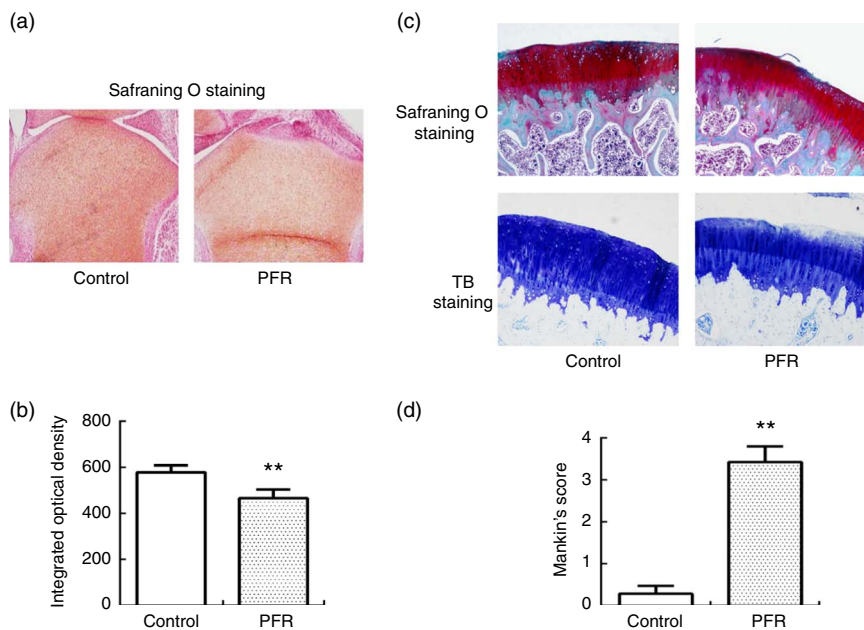 (a)
Safraning O staining
Control
PFR
(c)
Safraning O
staining
TB
staining
Control
PFR
(b)
Integrated optical density
800
600
400
200
0
**
Control
PFR
(d)
Mankin's score
4
3
3
1
0
**
Control
PFR